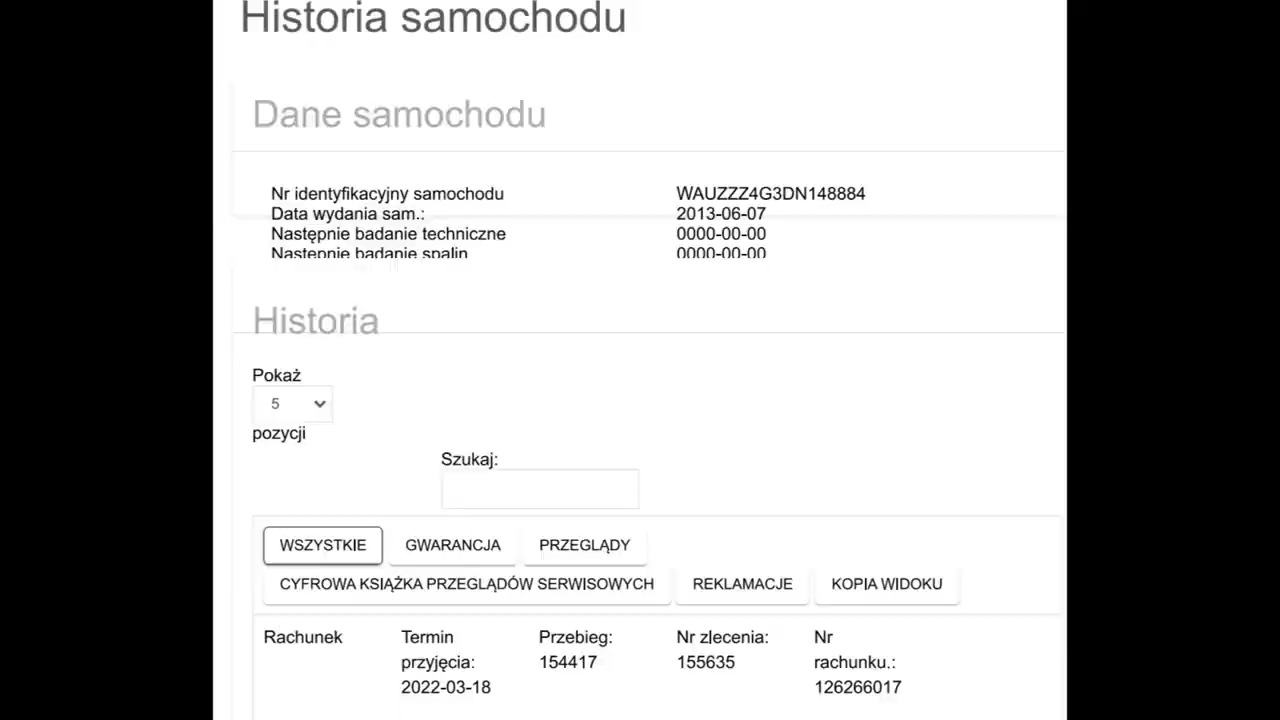 Historia samochodu
Dane samochodu
Nr identyfikacyjny samochodu WAUZZZ4G3DN148884
Data wydania sam.: 2013-06-07
Następnie badanie techniczne 0000-00-00
Następnie badanie spalin 0000-00-00
Historia
Pokaż
5
pozycji
Szukaj:
WSZYSTKIE GWARANCJA PRZEGLĄDY
CYFROWA KSIĄŻKA PRZEGLĄDÓW SERWISOWYCH REKLAMACJE KOPIA WIDOKU
Rachunek Termin Przebieg: Nr zlecenia: Nr
przyjęcia: 154417 155635 rachunku.:
2022-03-18 126266017